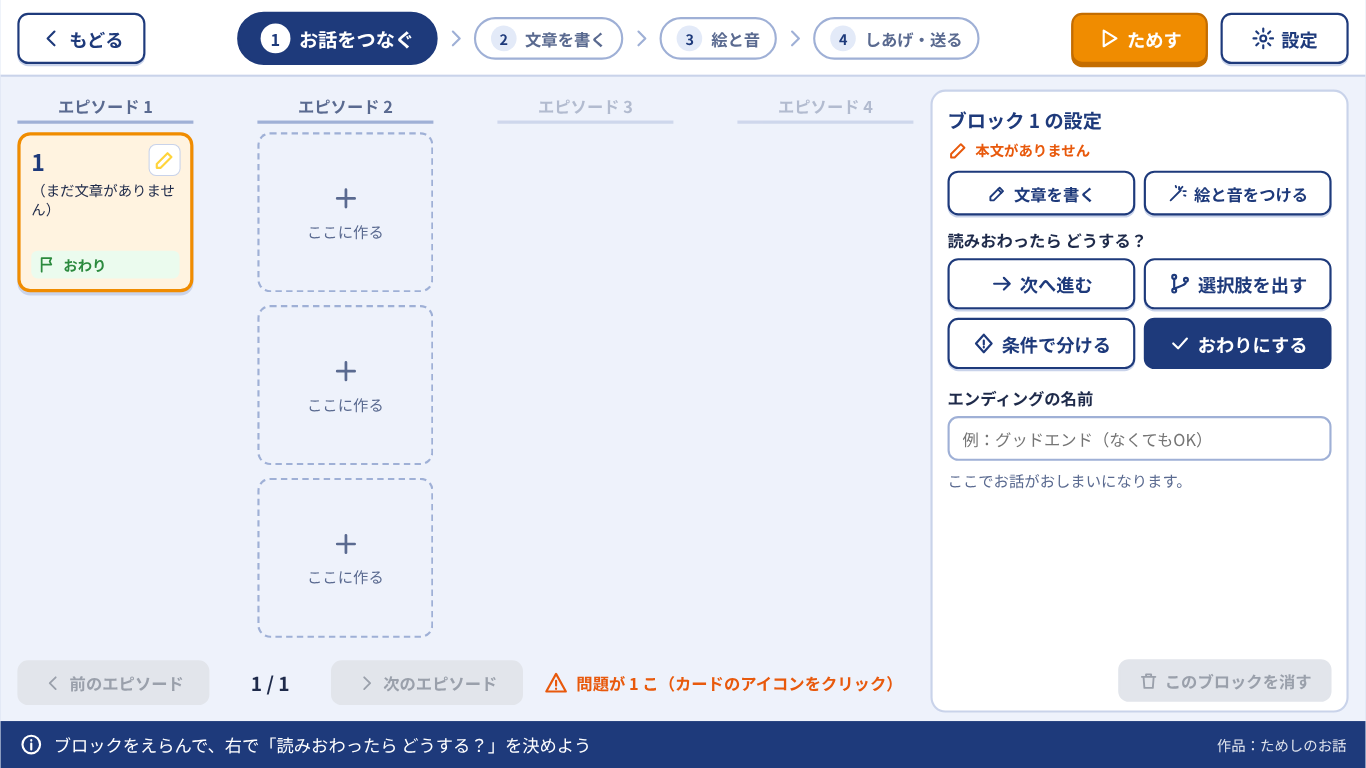 もどる
1 お話をつなぐ
2 文章を書く
3 絵と音
4 しあげ・送る
ためす
設定
エピソード 1
エピソード 2
エピソード 3
エピソード 4
1
（まだ文章がありませ
ん）
おわり
ここに作る
ここに作る
ここに作る
ブロック 1 の設定
本文がありません
文章を書く
絵と音をつける
読みおわったら どうする？
次へ進む
選択肢を出す
条件で分ける
おわりにする
エンディングの名前
例：グッドエンド（なくてもOK）
ここでお話がおしまいになります。
前のエピソード
1 / 1
次のエピソード
問題が 1 こ（カードのアイコンをクリック）
このブロックを消す
ブロックをえらんで、右で「読みおわったら どうする？」を決めよう
作品：ためしのお話